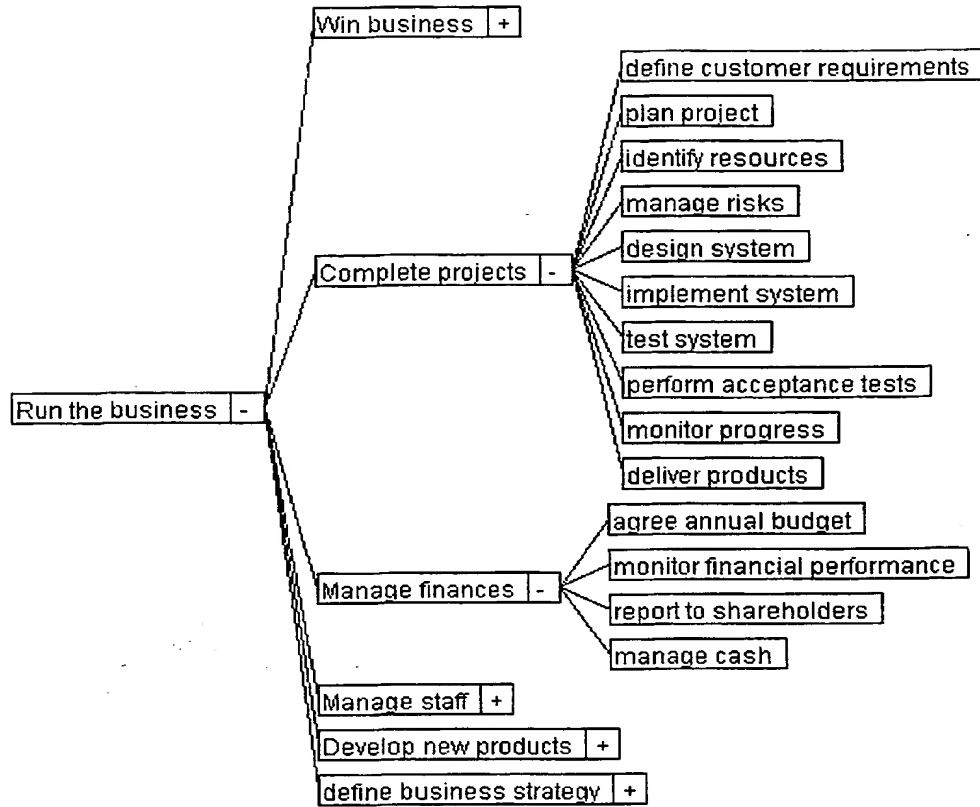 Win business +
define customer requirements
plan project
identify resources
manage risks
design system
Complete projects -
implement system
test system
perform acceptance tests
Run the business -
monitor progress
deliver products
agree annual budget
monitor financial performance
Manage finances -
report to shareholders
manage cash
Manage staff +
Develop new products +
define business strategy +